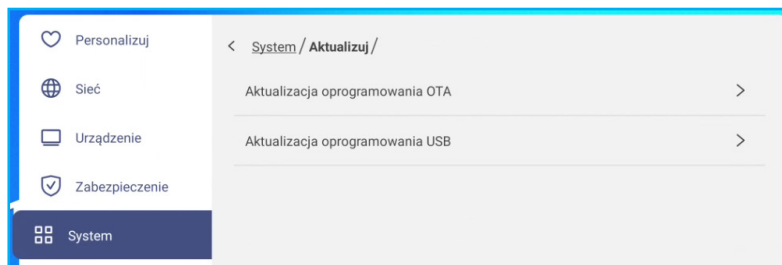 Personalizuj
Sieć
Urządzenie
Zabezpieczenie
System
< System / Aktualizuj /
Aktualizacja oprogramowania OTA >
Aktualizacja oprogramowania USB >